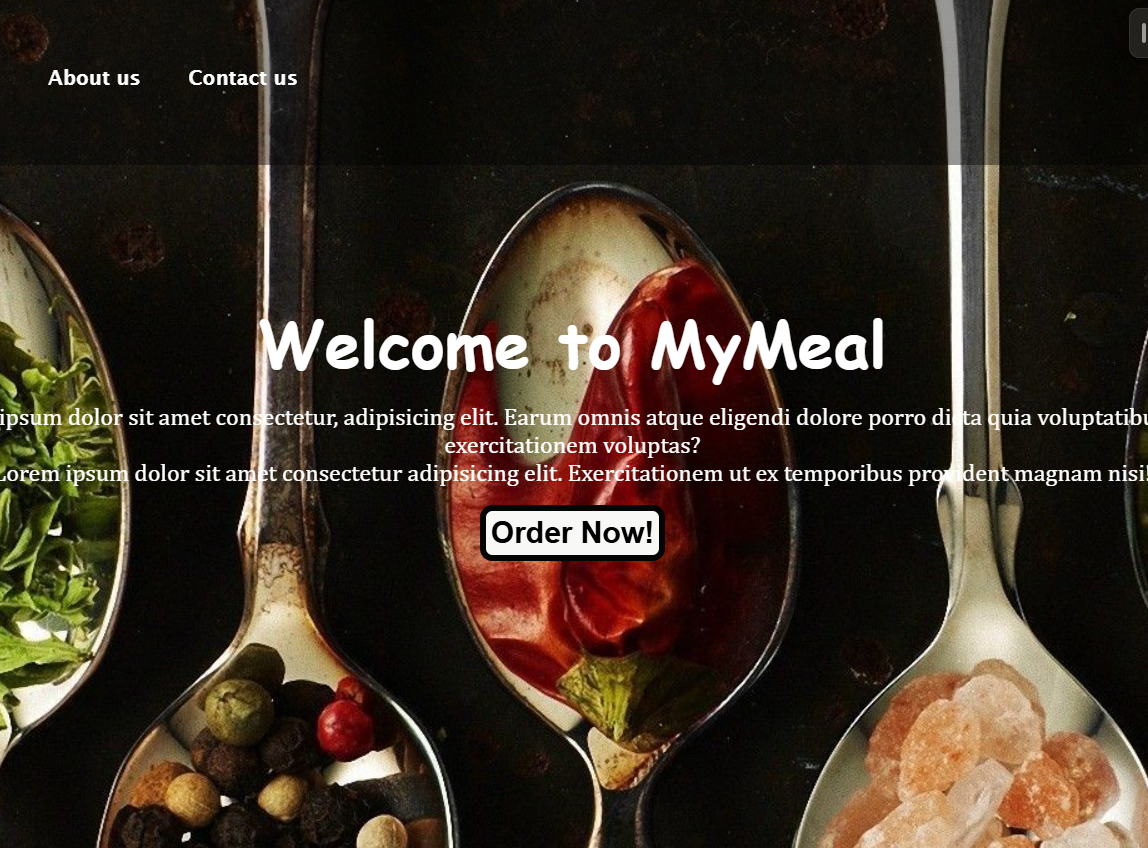 About us Contact us
Welcome to MyMeal
ipsum dolor sit amet consectetur, adipisicing elit. Earum omnis atque eligendi dolore porro dicta quia
exercitationem voluptas?
Lorem ipsum dolor sit amet consectetur adipisicing elit. Exercitationem ut ex temporibus provident magnam nisi!
Order Now!